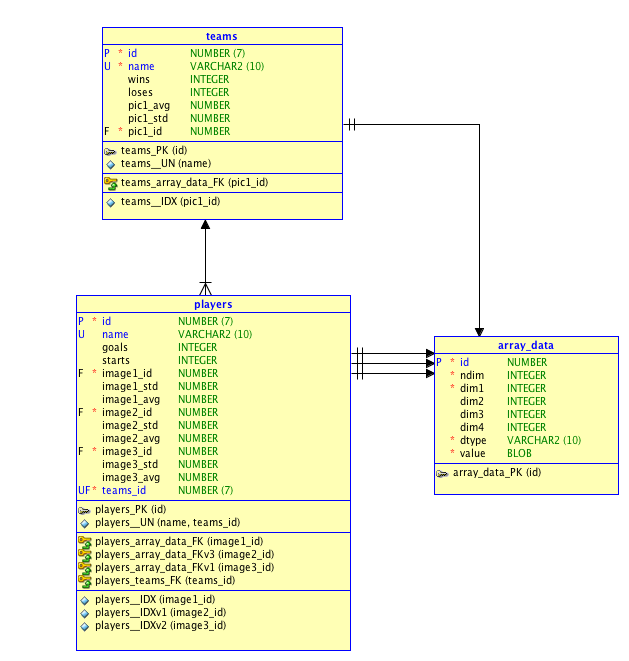 teams
P * id NUMBER (7)
U * name VARCHAR2 (10)
wins INTEGER
loses INTEGER
pic1_avg NUMBER
pic1_std NUMBER
F * pic1_id NUMBER
teams_PK (id)
teams__UN (name)
teams_array_data_FK (pic1_id)
teams__IDX (pic1_id)
players
P * id NUMBER (7)
U name VARCHAR2 (10)
goals INTEGER
starts INTEGER
F * image1_id NUMBER
image1_std NUMBER
image1_avg NUMBER
F * image2_id NUMBER
image2_std NUMBER
image2_avg NUMBER
F * image3_id NUMBER
image3_std NUMBER
image3_avg NUMBER
UF * teams_id NUMBER (7)
players_PK (id)
players__UN (name, teams_id)
players_array_data_FK (image1_id)
players_array_data_FKv3 (image2_id)
players_array_data_FKv1 (image3_id)
players_teams_FK (teams_id)
players__IDX (image1_id)
players__IDXv1 (image2_id)
players__IDXv2 (image3_id)
array_data
P * id NUMBER
* ndim INTEGER
* dim1 INTEGER
dim2 INTEGER
dim3 INTEGER
dim4 INTEGER
* dtype VARCHAR2 (10)
* value BLOB
array_data_PK (id)